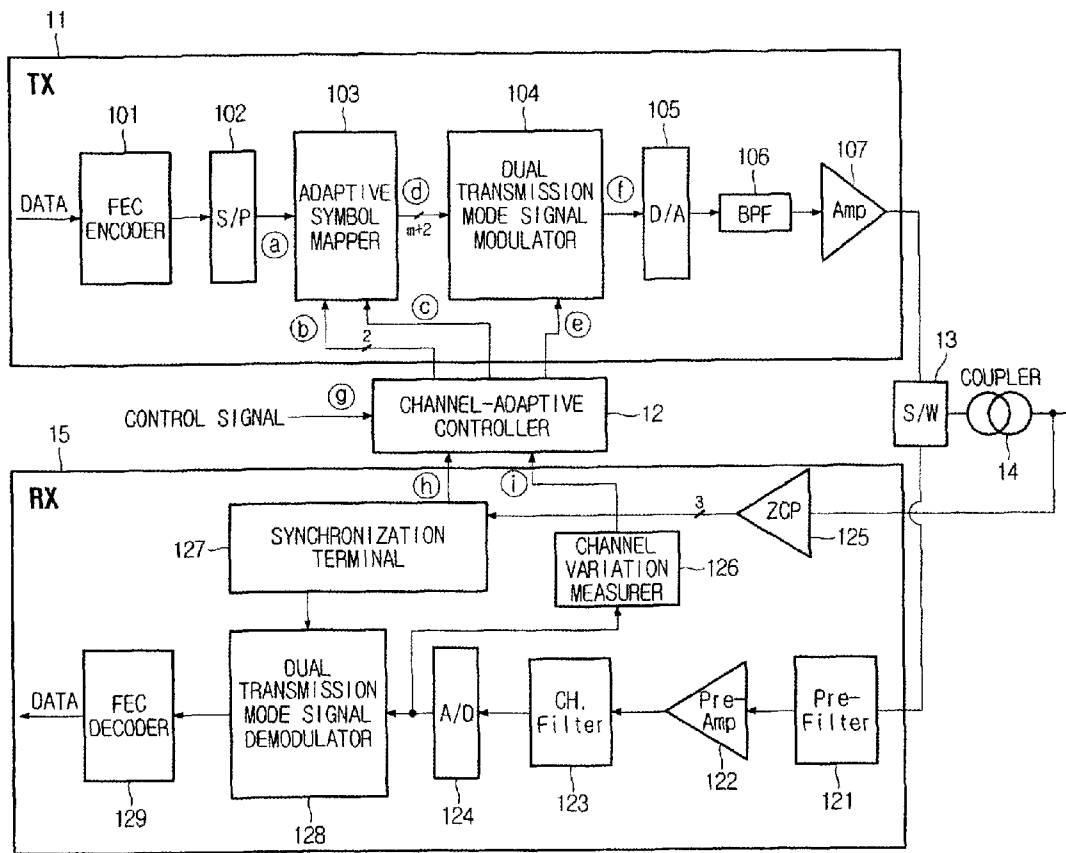 11
TX
101
102
103
104
105
106
107
DATA
FEC
ENCODER
S/P
ⓐ
ADAPTIVE
SYMBOL
MAPPER
ⓓ
m+2
DUAL
TRANSMISSION
MODE SIGNAL
MODULATOR
ⓕ
D/A
BPF
Amp
ⓑ
2
ⓒ
ⓔ
13
S/W
COUPLER
14
CONTROL SIGNAL
ⓖ
CHANNEL-ADAPTIVE
CONTROLLER
12
15
RX
ⓗ
ⓘ
127
SYNCHRONIZATION
TERMINAL
3
ZCP
125
CHANNEL
VARIATION
MEASURER
126
DATA
FEC
DECODER
129
DUAL
TRANSMISSION
MODE SIGNAL
DEMODULATOR
128
A/D
124
CH.
Filter
123
Pre-
Amp
122
Pre-
Filter
121